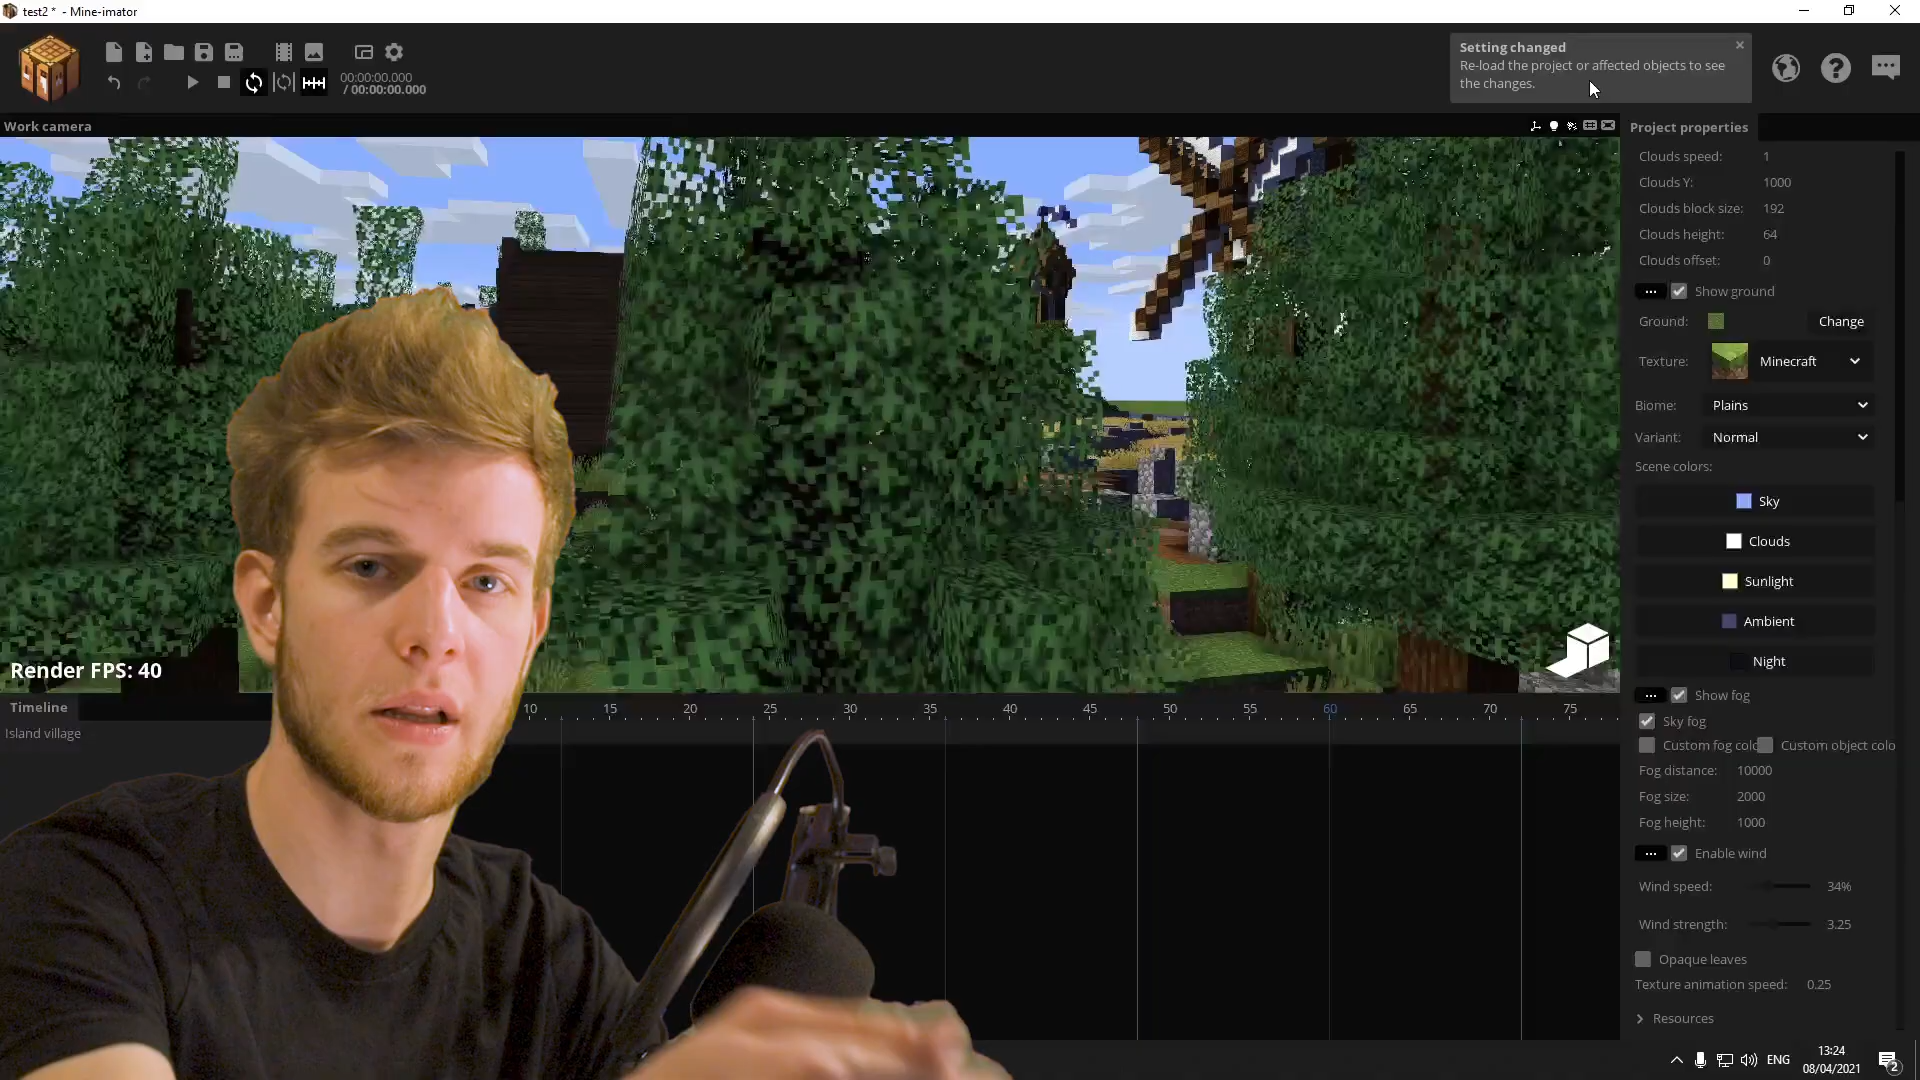 test2 * - Mine-imator
00:00:00.000
/ 00:00:00.000
Setting changed
Re-load the project or affected objects to see
the changes.
Work camera
Project properties
Clouds speed: 1
Clouds Y: 1000
Clouds block size: 192
Clouds height: 64
Clouds offset: 0
Show ground
Ground: Change
Texture: Minecraft
Biome: Plains
Variant: Normal
Scene colors:
Sky
Clouds
Sunlight
Ambient
Night
Show fog
Sky fog
Custom fog colo Custom object colo
Fog distance: 10000
Fog size: 2000
Fog height: 1000
Enable wind
Wind speed: 34%
Wind strength: 3.25
Opaque leaves
Texture animation speed: 0.25
Resources
Render FPS: 40
Timeline
10 15 20 25 30 35 40 45 50 55 60 65 70 75
Island village
ENG
13:24
08/04/2021
2